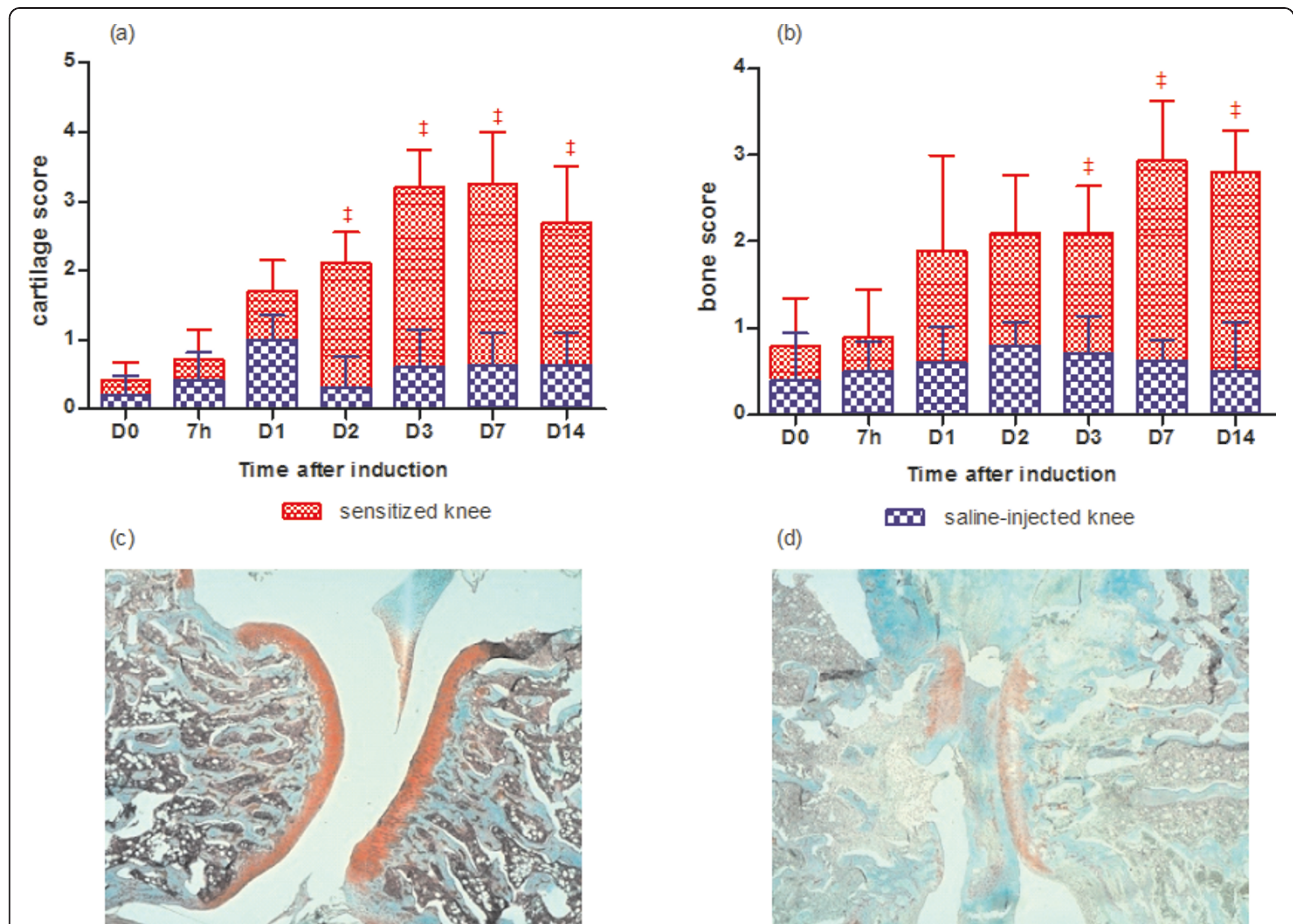 (a)
5
4
3
2
1
0
cartilage score
‡ ‡ ‡ ‡
D0 7h D1 D2 D3 D7 D14
Time after induction
sensitized knee
(b)
4
3
2
1
0
bone score
‡ ‡ ‡
D0 7h D1 D2 D3 D7 D14
Time after induction
saline-injected knee
(c)
(d)